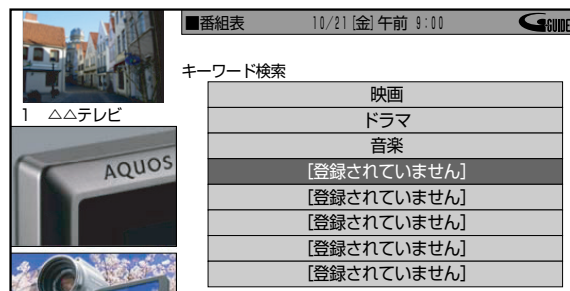 ■番組表 10/21[金]午前 9:00 GGUIDE
キーワード検索
映画
1 △△テレビ
ドラマ
音楽
AQUOS
[登録されていません]
[登録されていません]
[登録されていません]
[登録されていません]
[登録されていません]